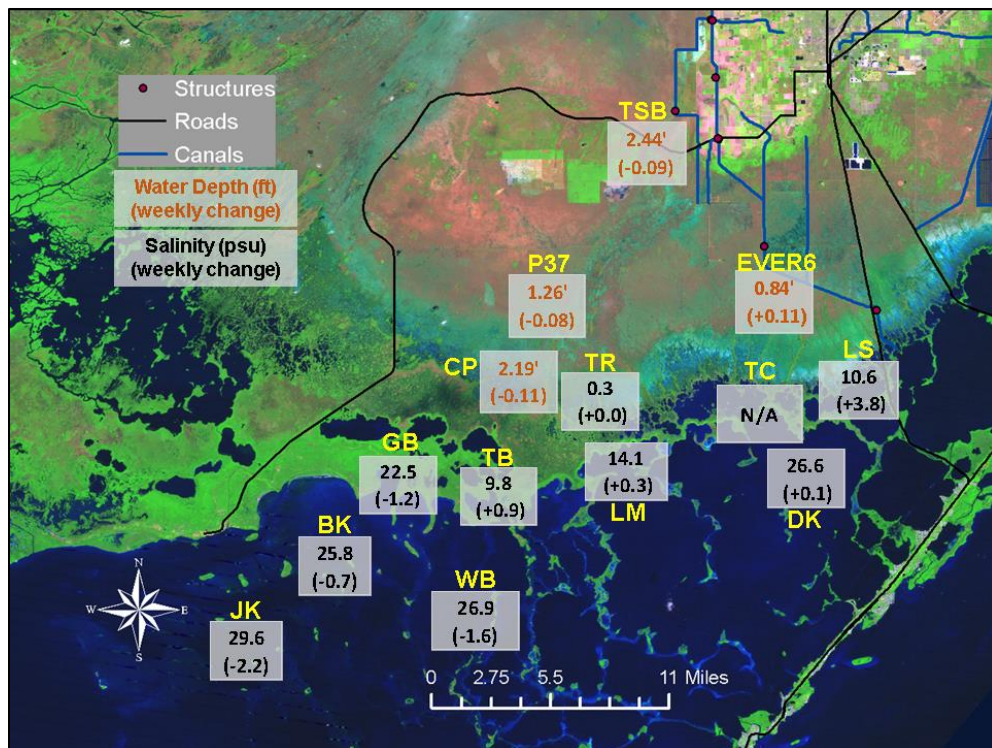 Structures
Roads
Canals
Water Depth (ft)
(weekly change)
Salinity (psu)
(weekly change)
TSB
2.44'
(-0.09)
P37
1.26'
(-0.08)
EVER6
0.84'
(+0.11)
CP
2.19'
(-0.11)
TR
0.3
(+0.0)
TC
N/A
LS
10.6
(+3.8)
GB
22.5
(-1.2)
TB
9.8
(+0.9)
14.1
(+0.3)
LM
26.6
(+0.1)
DK
BK
25.8
(-0.7)
WB
26.9
(-1.6)
JK
29.6
(-2.2)
N
W E
S
0 2.75 5.5 11 Miles